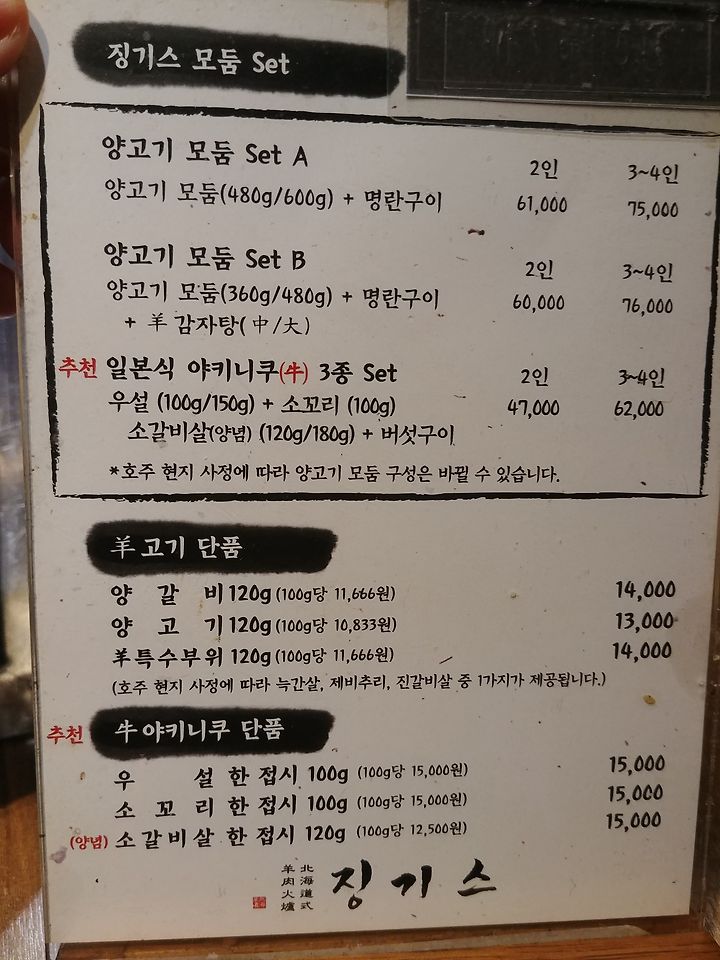 징기스 모둠 Set
양고기 모둠 Set A 2인 3~4인
양고기 모둠(480g/600g) + 명란구이 61,000 75,000
양고기 모둠 Set B 2인 3~4인
양고기 모둠(360g/480g) + 명란구이 60,000 76,000
+ 羊 감자탕(中/大)
추천 일본식 야키니쿠(牛) 3종 Set 2인 3~4인
우설 (100g/150g) + 소꼬리 (100g) 47,000 62,000
소갈비살(양념) (120g/180g) + 버섯구이
*호주 현지 사정에 따라 양고기 모둠 구성은 바뀔 수 있습니다.
羊고기 단품
양 갈 비 120g (100g당 11,666원) 14,000
양 고 기 120g (100g당 10,833원) 13,000
羊특수부위 120g (100g당 11,666원) 14,000
(호주 현지 사정에 따라 늑간살, 제비추리, 진갈비살 중 1가지가 제공됩니다.)
추천 牛야키니쿠 단품
우 설 한 접시 100g (100g당 15,000원) 15,000
소 꼬 리 한 접시 100g (100g당 15,000원) 15,000
(양념) 소갈비살 한 접시 120g (100g당 12,500원) 15,000
北海道式
羊肉火爐
징기스